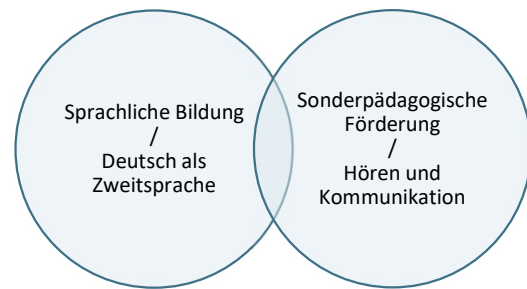 Sprachliche Bildung
/
Deutsch als
Zweitsprache
Sonderpädagogische
Förderung
/
Hören und
Kommunikation